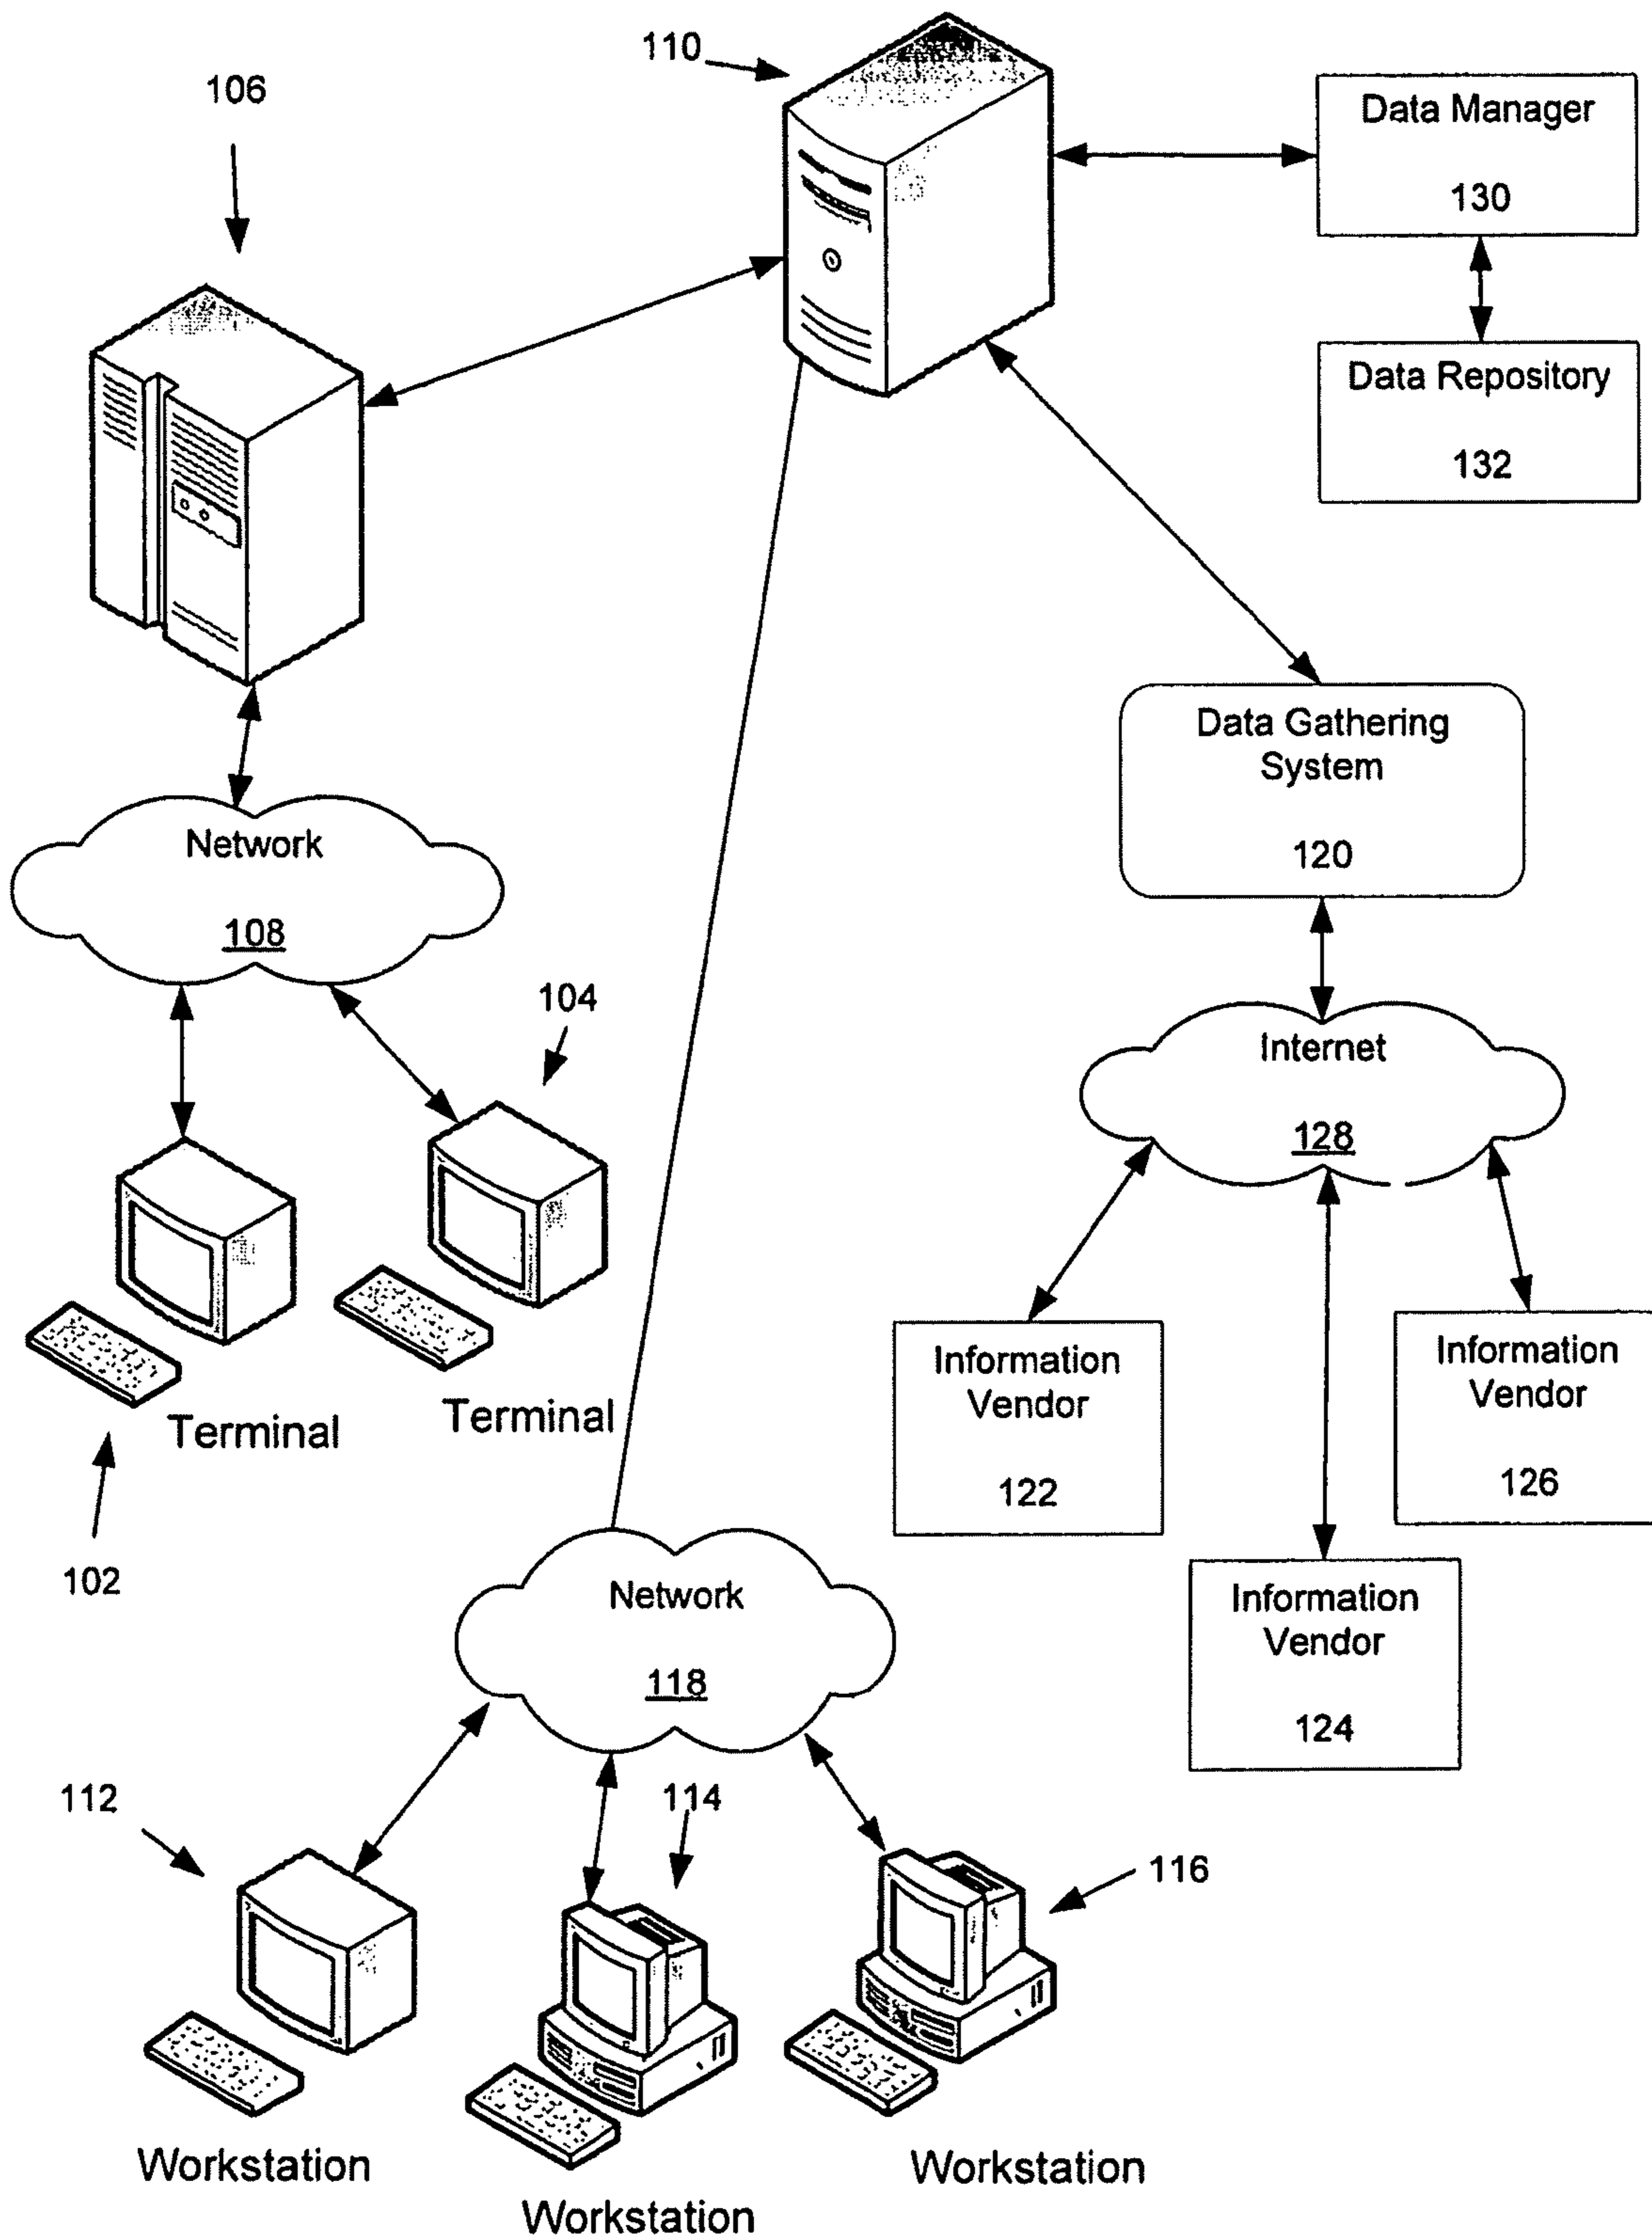 110
106
Data Manager
130
Data Repository
132
Data Gathering
System
120
Network
108
104
Internet
128
Terminal
Terminal
102
Information
Vendor
122
Information
Vendor
126
Information
Vendor
124
Network
118
112
114
116
Workstation
Workstation
Workstation